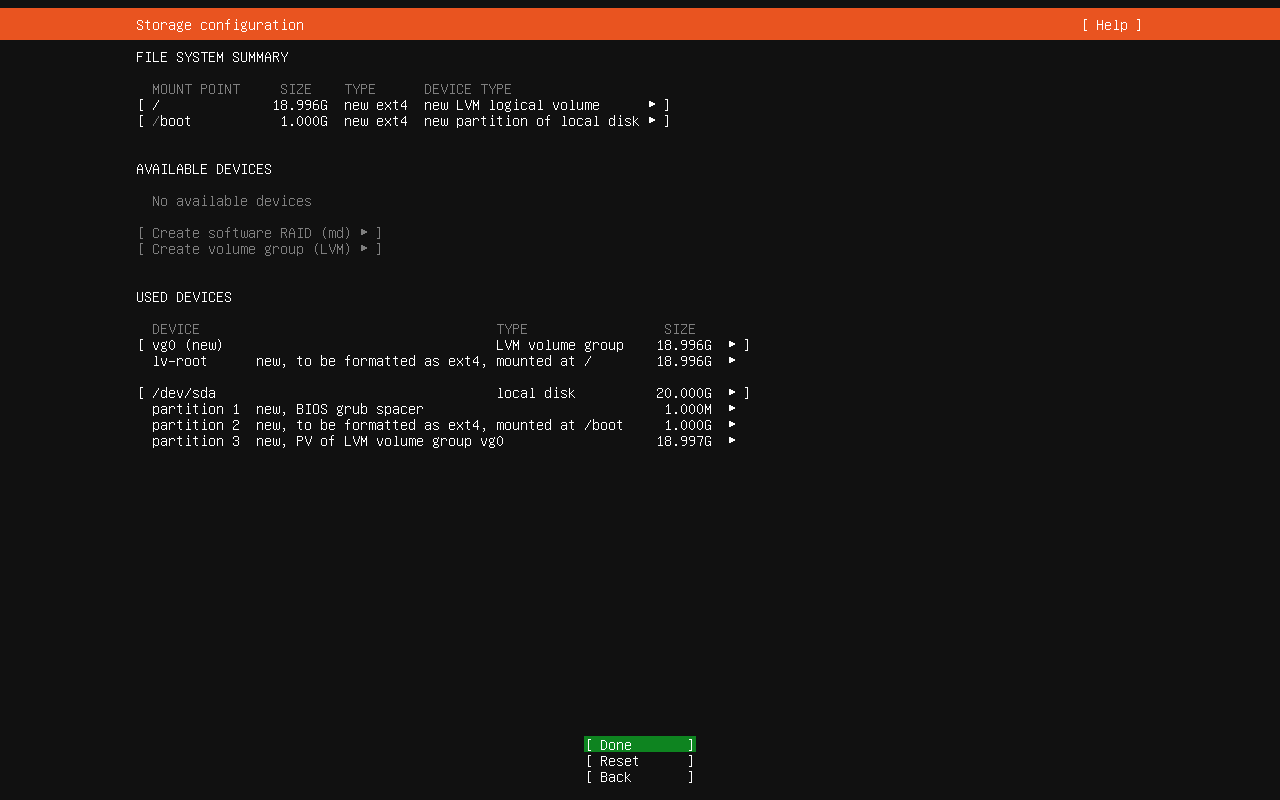 Storage configuration [ Help ]
FILE SYSTEM SUMMARY
MOUNT POINT SIZE TYPE DEVICE TYPE
[ / 18.996G new ext4 new LVM logical volume ▸ ]
[ /boot 1.000G new ext4 new partition of local disk ▸ ]
AVAILABLE DEVICES
No available devices
[ Create software RAID (md) ▸ ]
[ Create volume group (LVM) ▸ ]
USED DEVICES
DEVICE TYPE SIZE
[ vg0 (new) LVM volume group 18.996G ▸ ]
lv-root new, to be formatted as ext4, mounted at / 18.996G ▸
[ /dev/sda local disk 20.000G ▸ ]
partition 1 new, BIOS grub spacer 1.000M ▸
partition 2 new, to be formatted as ext4, mounted at /boot 1.000G ▸
partition 3 new, PV of LVM volume group vg0 18.997G ▸
[ Done ]
[ Reset ]
[ Back ]